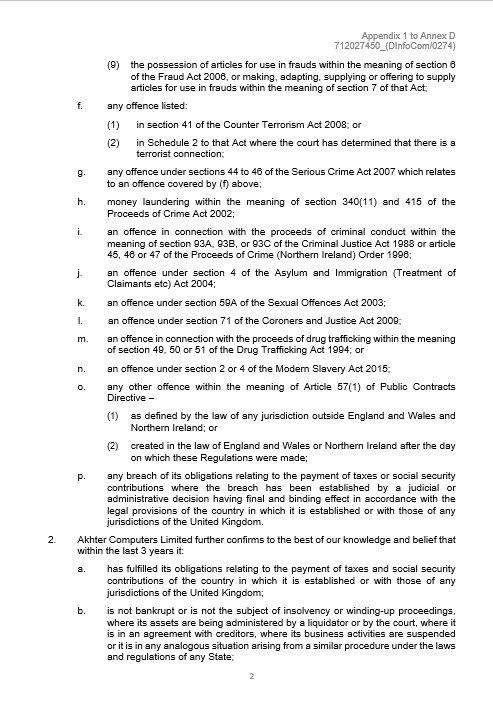 Appendix 1 to Annex D
712027450_(DInfoCom/0274)
(9) the possession of articles for use in frauds within the meaning of section 6
of the Fraud Act 2006, or making, adapting, supplying or offering to supply
articles for use in frauds within the meaning of section 7 of that Act;
f. any offence listed:
(1) in section 41 of the Counter Terrorism Act 2008; or
(2) in Schedule 2 to that Act where the court has determined that there is a
terrorist connection;
g. any offence under sections 44 to 46 of the Serious Crime Act 2007 which relates
to an offence covered by (f) above;
h. money laundering within the meaning of section 340(11) and 415 of the
Proceeds of Crime Act 2002;
i. an offence in connection with the proceeds of criminal conduct within the
meaning of section 93A, 93B, or 93C of the Criminal Justice Act 1988 or article
45, 46 or 47 of the Proceeds of Crime (Northern Ireland) Order 1996;
j. an offence under section 4 of the Asylum and Immigration (Treatment of
Claimants etc) Act 2004;
k. an offence under section 59A of the Sexual Offences Act 2003;
l. an offence under section 71 of the Coroners and Justice Act 2009;
m. an offence in connection with the proceeds of drug trafficking within the meaning
of section 49, 50 or 51 of the Drug Trafficking Act 1994; or
n. an offence under section 2 or 4 of the Modern Slavery Act 2015;
o. any other offence within the meaning of Article 57(1) of Public Contracts
Directive –
(1) as defined by the law of any jurisdiction outside England and Wales and
Northern Ireland; or
(2) created in the law of England and Wales or Northern Ireland after the day
on which these Regulations were made;
p. any breach of its obligations relating to the payment of taxes or social security
contributions where the breach has been established by a judicial or
administrative decision having final and binding effect in accordance with the
legal provisions of the country in which it is established or with those of any
jurisdictions of the United Kingdom.
2. Akhter Computers Limited further confirms to the best of our knowledge and belief that
within the last 3 years it:
a. has fulfilled its obligations relating to the payment of taxes and social security
contributions of the country in which it is established or with those of any
jurisdictions of the United Kingdom;
b. is not bankrupt or is not the subject of insolvency or winding-up proceedings,
where its assets are being administered by a liquidator or by the court, where it
is in an agreement with creditors, where its business activities are suspended
or it is in any analogous situation arising from a similar procedure under the laws
and regulations of any State;
2